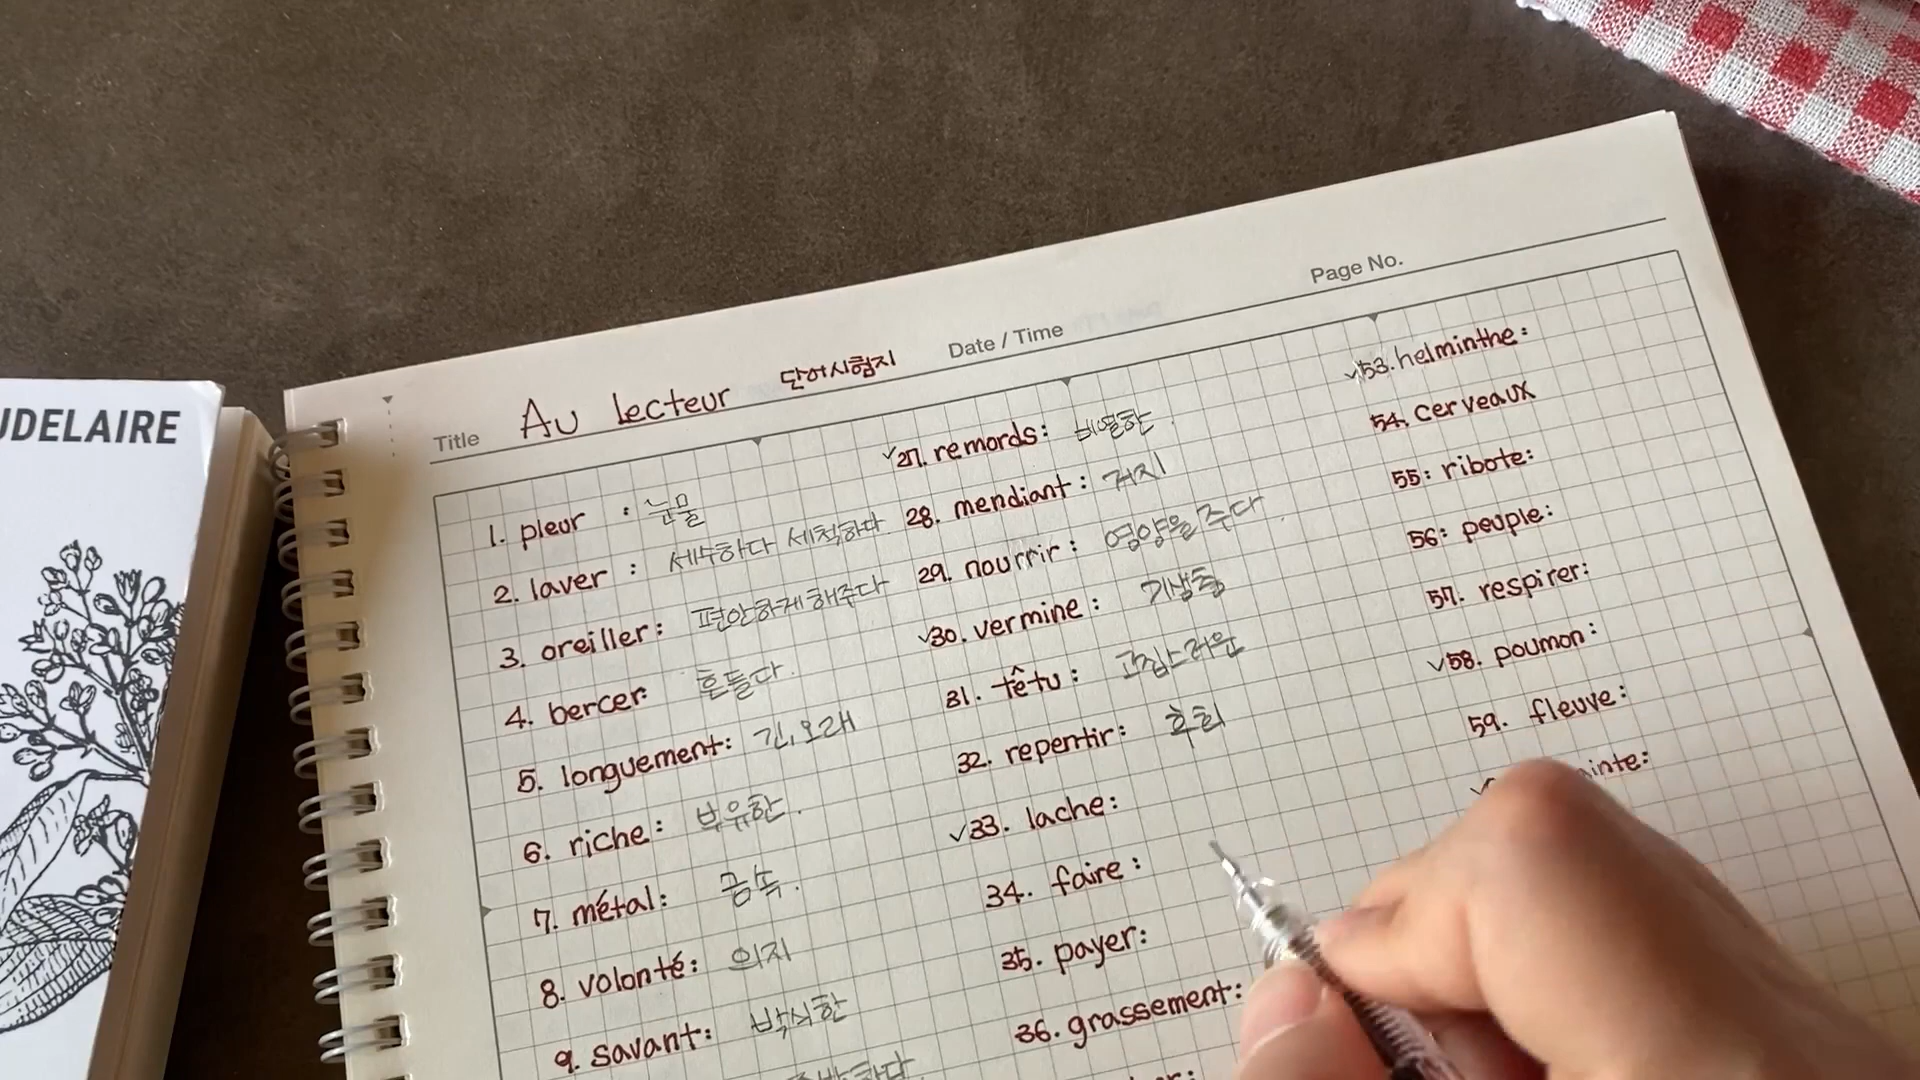 UDELAIRE
Title Au Lecteur 단어시험지
Date / Time
Page No.
1. pleur : 눈물
2. laver : 세수하다 세척하다.
3. oreiller: 편안하게 해주다
4. bercer: 흔들다.
5. longuement: 긴, 오래
6. riche: 부유한.
7. métal: 금속.
8. volonté: 의지
9. savant: 박식한
27. remords:
28. mendiant: 거지
29. nourrir: 영양을 주다.
30. vermine: 기생충
31. têtu: 고집스러운
32. repentir: 후회
33. lache:
34. faire:
35. payer:
36. grassement:
53. helminthe:
54. cerveaux
55: ribote:
56: peuple:
57. respirer:
58. poumon:
59. fleuve:
inte: